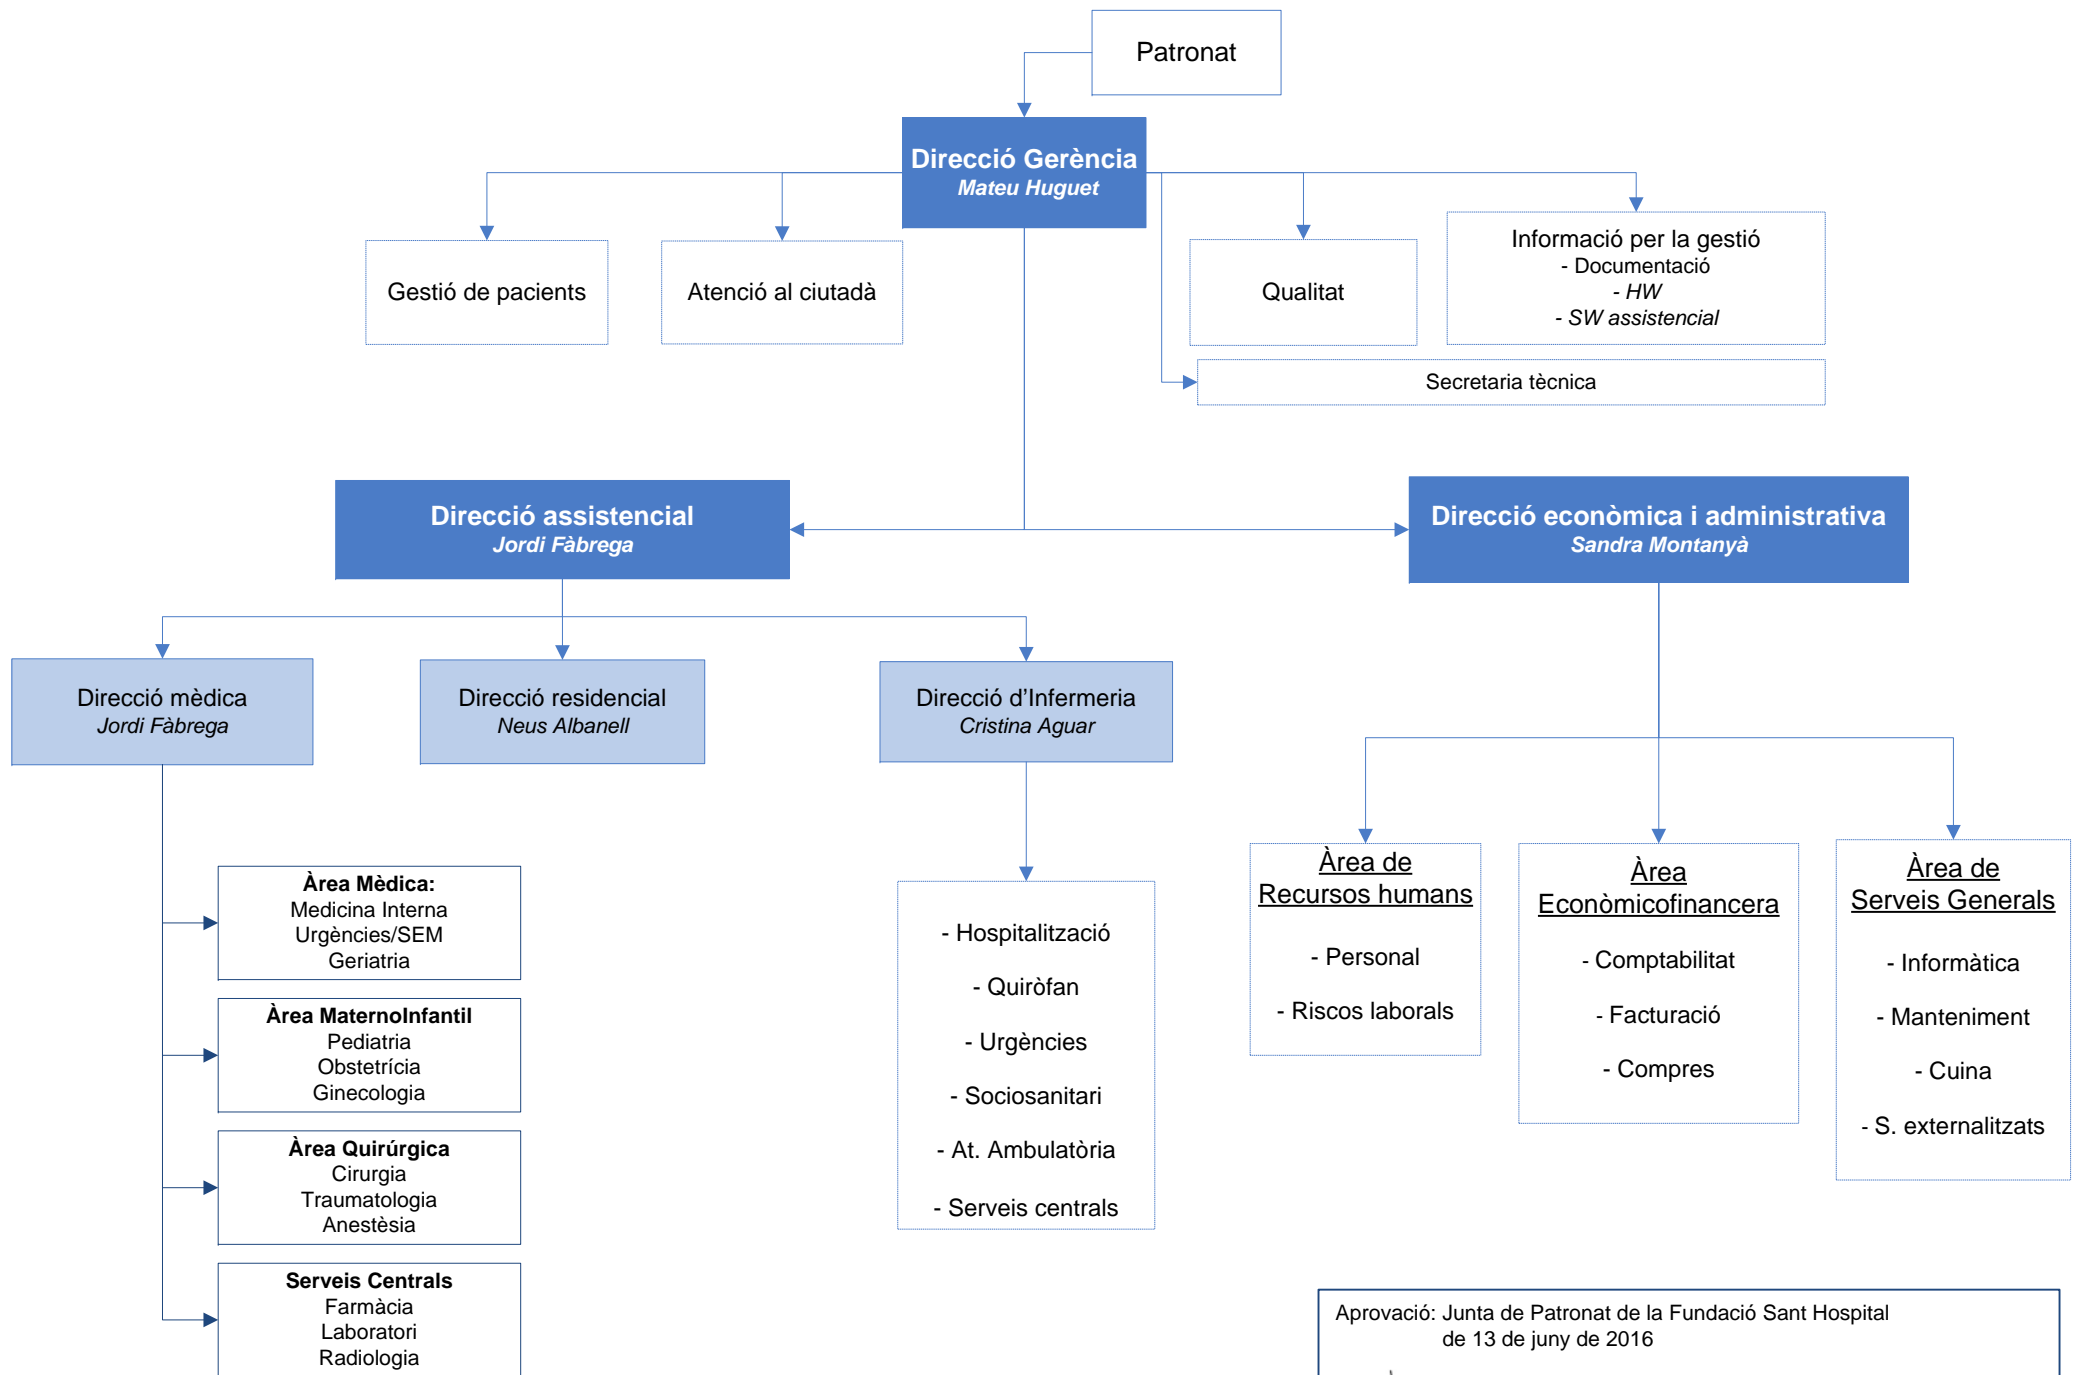 Patronat
Direcció Gerència
Mateu Huguet
Gestió de pacients
Atenció al ciutadà
Qualitat
Informació per la gestió
- Documentació
- HW
- SW assistencial
Secretaria tècnica
Direcció assistencial
Jordi Fàbrega
Direcció econòmica i administrativa
Sandra Montanyà
Direcció mèdica
Jordi Fàbrega
Direcció residencial
Neus Albanell
Direcció d'Infermeria
Cristina Aguar
Àrea Mèdica:
Medicina Interna
Urgències/SEM
Geriatria
Àrea MaternoInfantil
Pediatria
Obstetrícia
Ginecologia
Àrea Quirúrgica
Cirurgia
Traumatologia
Anestèsia
Serveis Centrals
Farmàcia
Laboratori
Radiologia
- Hospitalització
- Quiròfan
- Urgències
- Sociosanitari
- At. Ambulatòria
- Serveis centrals
Àrea de
Recursos humans
- Personal
- Riscos laborals
Àrea
Econòmicofinancera
- Comptabilitat
- Facturació
- Compres
Àrea de
Serveis Generals
- Informàtica
- Manteniment
- Cuina
- S. externalitzats
Aprovació: Junta de Patronat de la Fundació Sant Hospital
de 13 de juny de 2016